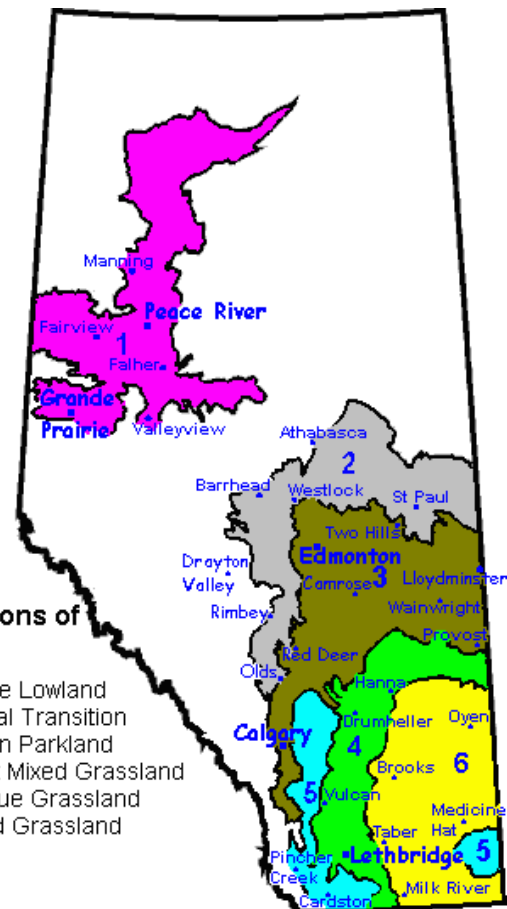 Manning
Peace River
Fairview
1
Falher
Grande
Prairie
Valleyview
Athabasca
2
Barrhead
Westlock
St Paul
Two Hills
Edmonton
Drayton
Valley
Camrose
3
Lloydminster
Rimbey
Wainwright
ons of
Provost
Red Deer
Olds
Hanna
e Lowland
al Transition
n Parkland
Mixed Grassland
ue Grassland
d Grassland
Drumheller
Oyen
Calgary
4
Brooks
6
5
Vulcan
Medicine
Hat
Taber
Pincher
Creek
Lethbridge
5
Cardston
Milk River